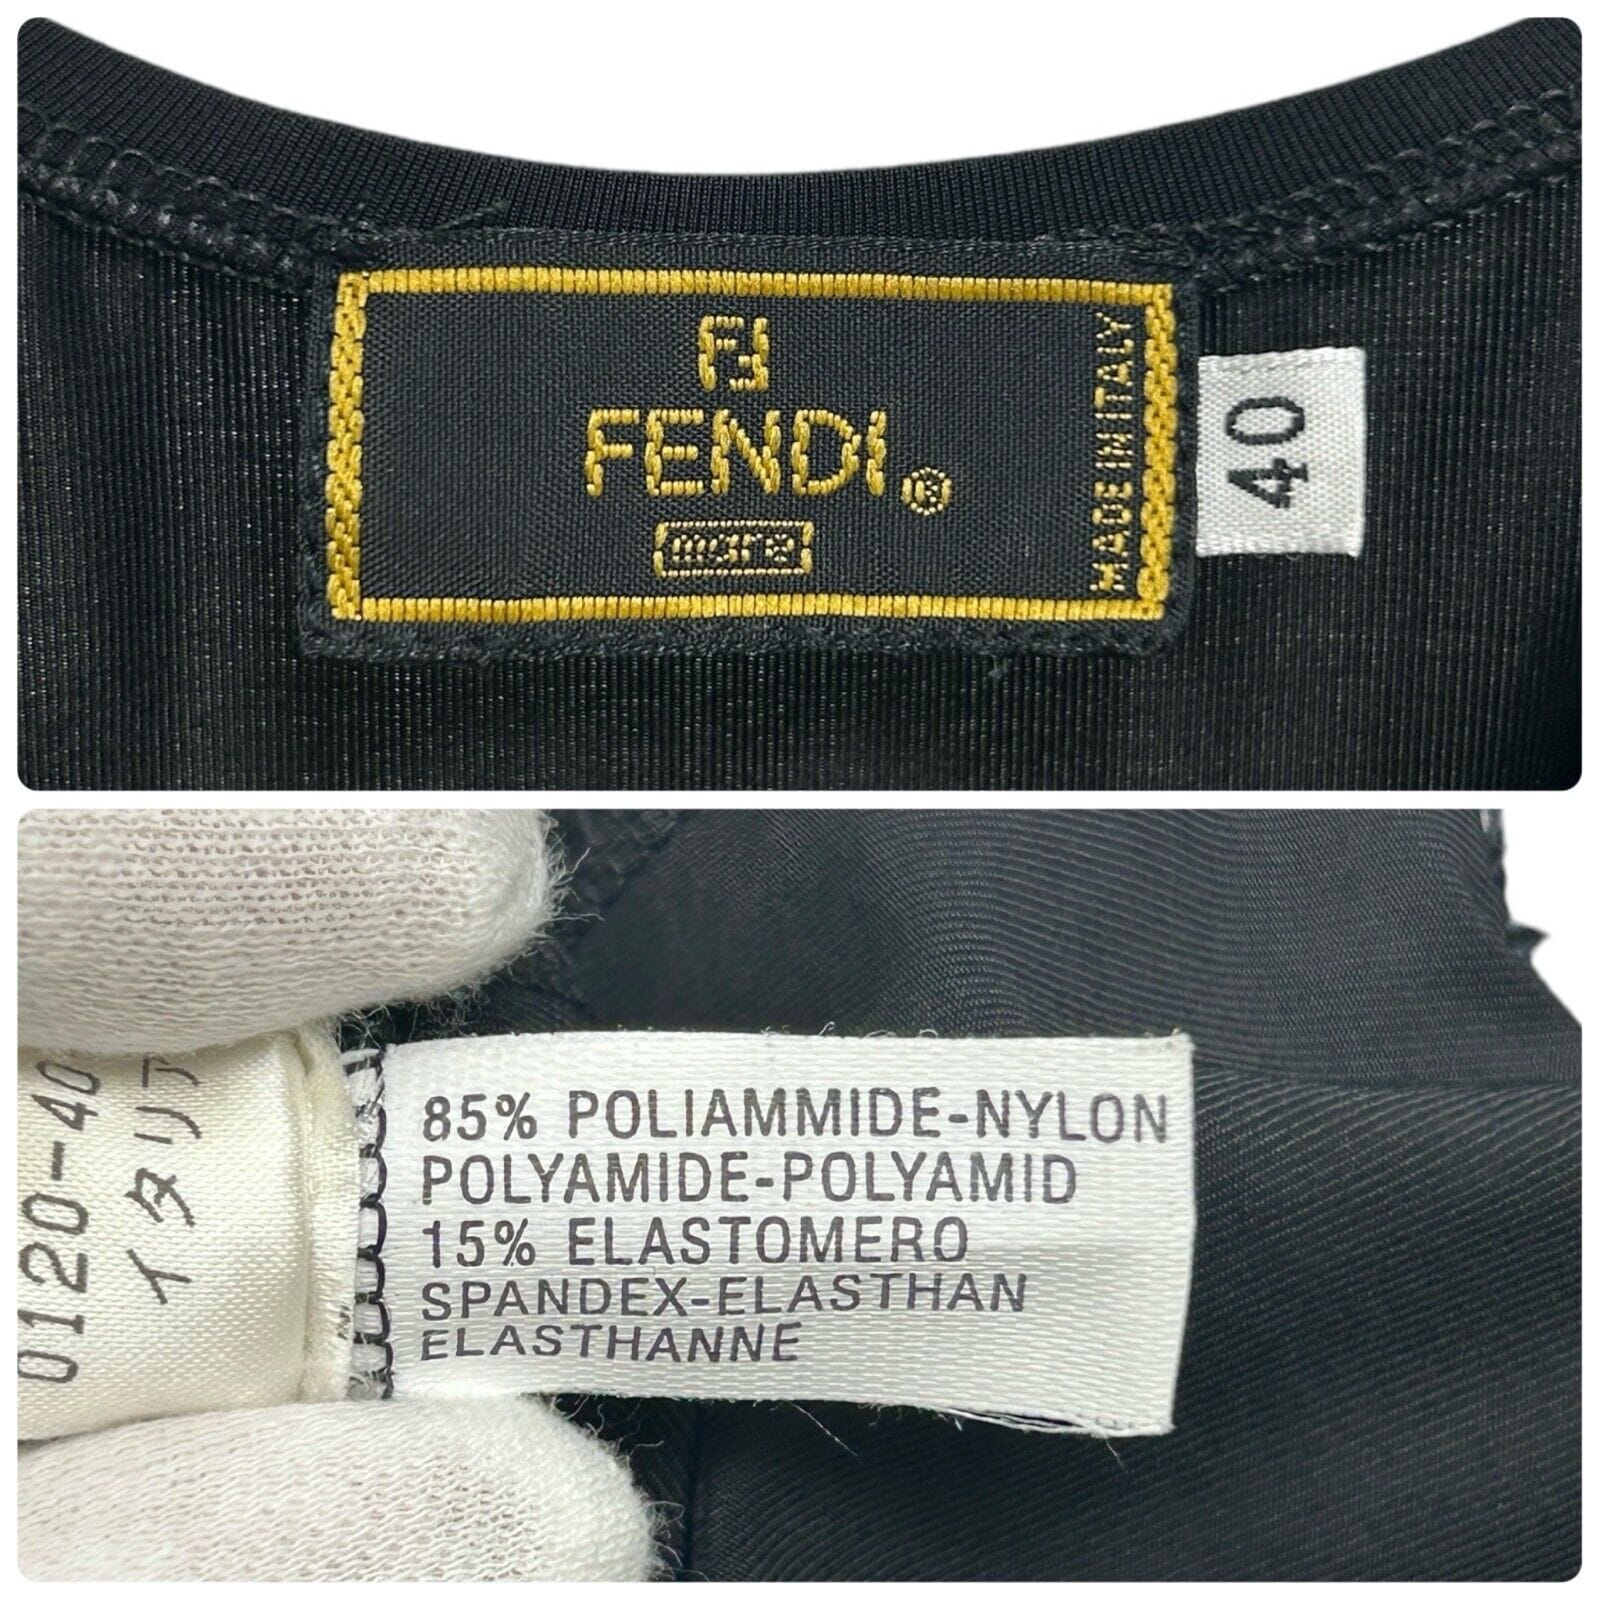 FF
FENDI®
mare
MADE IN ITALY
40
0120-40
イタリア
85% POLIAMMIDE-NYLON
POLYAMIDE-POLYAMID
15% ELASTOMERO
SPANDEX-ELASTHAN
ELASTHANNE